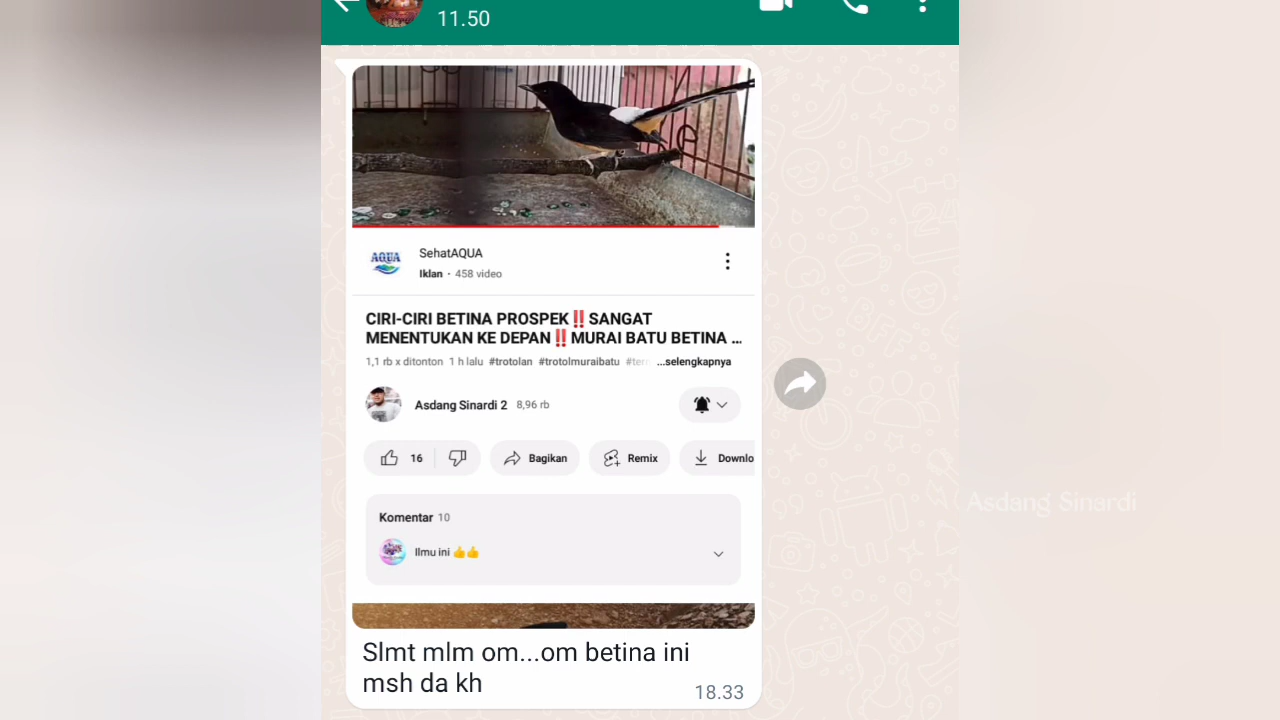 11.50
AQUA
SehatAQUA
Iklan · 458 video
CIRI-CIRI BETINA PROSPEK‼️SANGAT
MENENTUKAN KE DEPAN‼️MURAI BATU BETINA ...
1,1 rb x ditonton 1 h lalu #trotolan #trotolmuraibatu #ter ...selengkapnya
Asdang Sinardi 2 8,96 rb
16 Bagikan Remix Downlo
Komentar 10
Ilmu ini 👍👍
Asdang Sinardi
Slmt mlm om...om betina ini
msh da kh
18.33